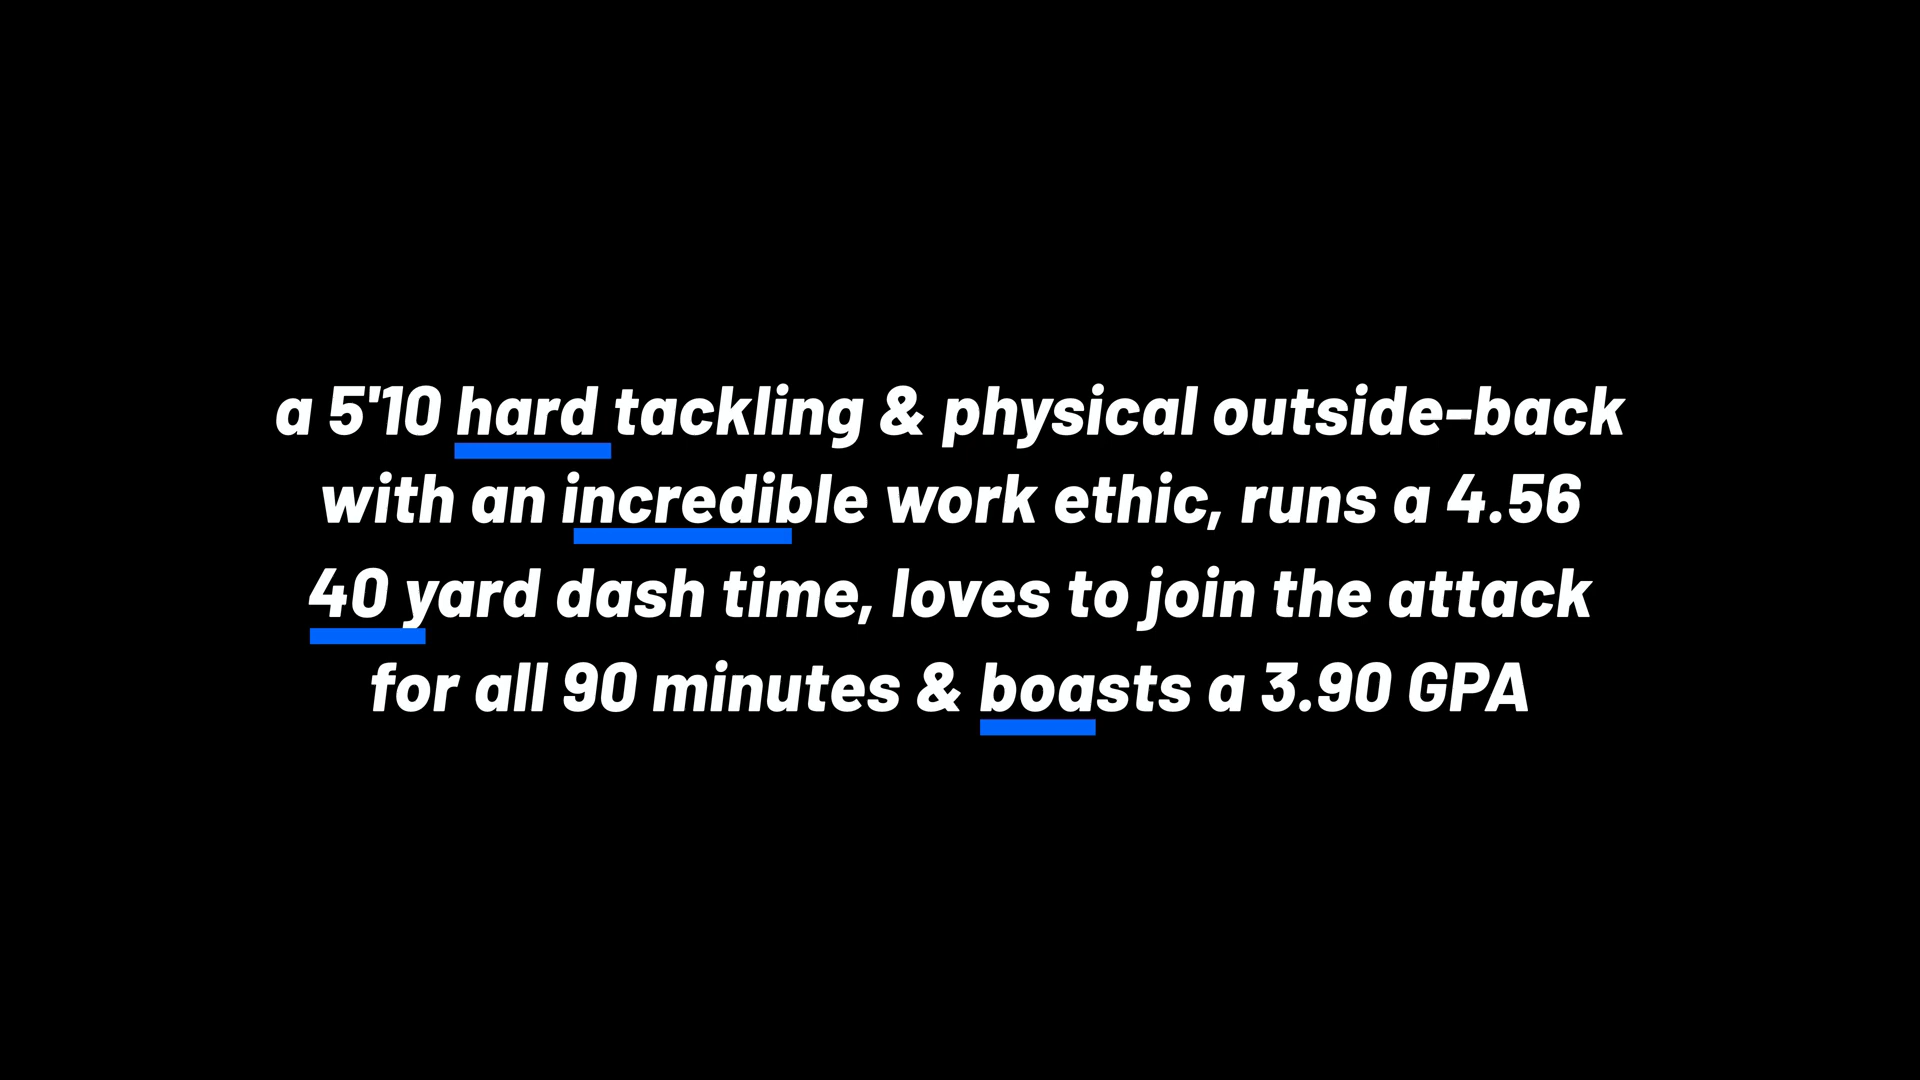 a 5'10 hard tackling & physical outside-back
with an incredible work ethic, runs a 4.56
40 yard dash time, loves to join the attack
for all 90 minutes & boasts a 3.90 GPA